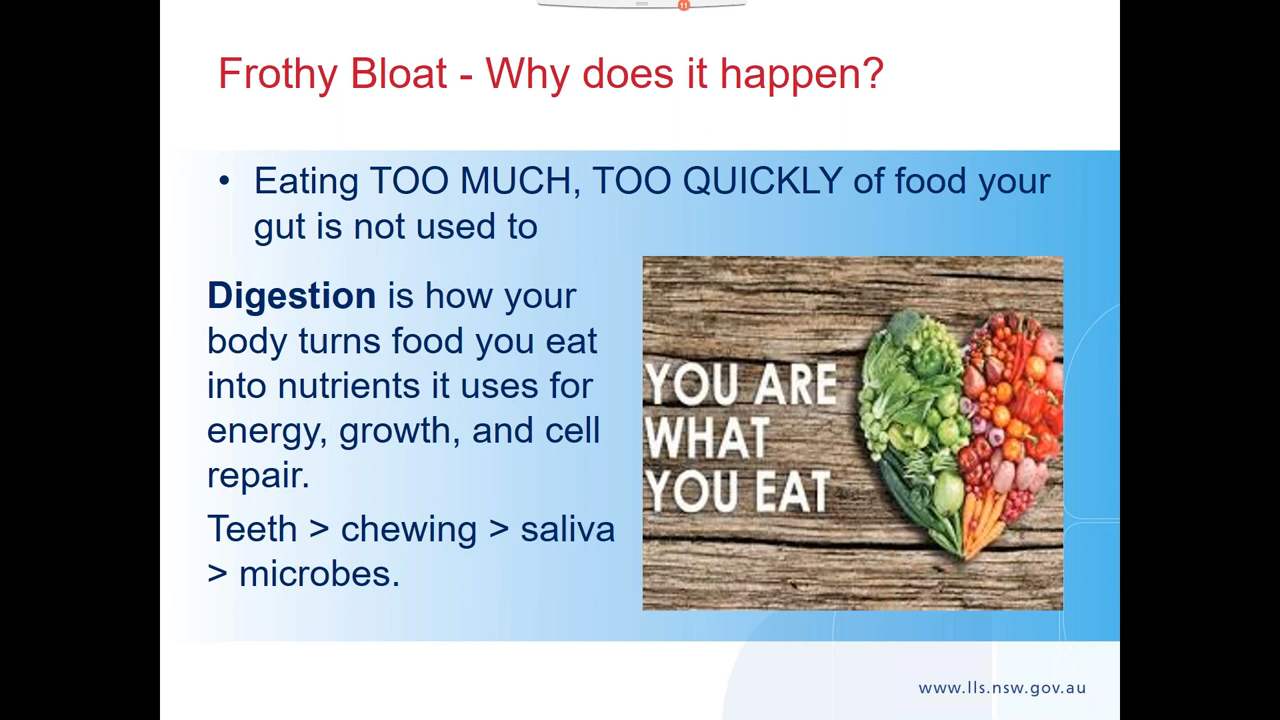 11
Frothy Bloat - Why does it happen?
• Eating TOO MUCH, TOO QUICKLY of food your
gut is not used to
Digestion is how your
body turns food you eat
into nutrients it uses for
energy, growth, and cell
repair.
Teeth > chewing > saliva
> microbes.
YOU ARE
WHAT
YOU EAT
www.lls.nsw.gov.au